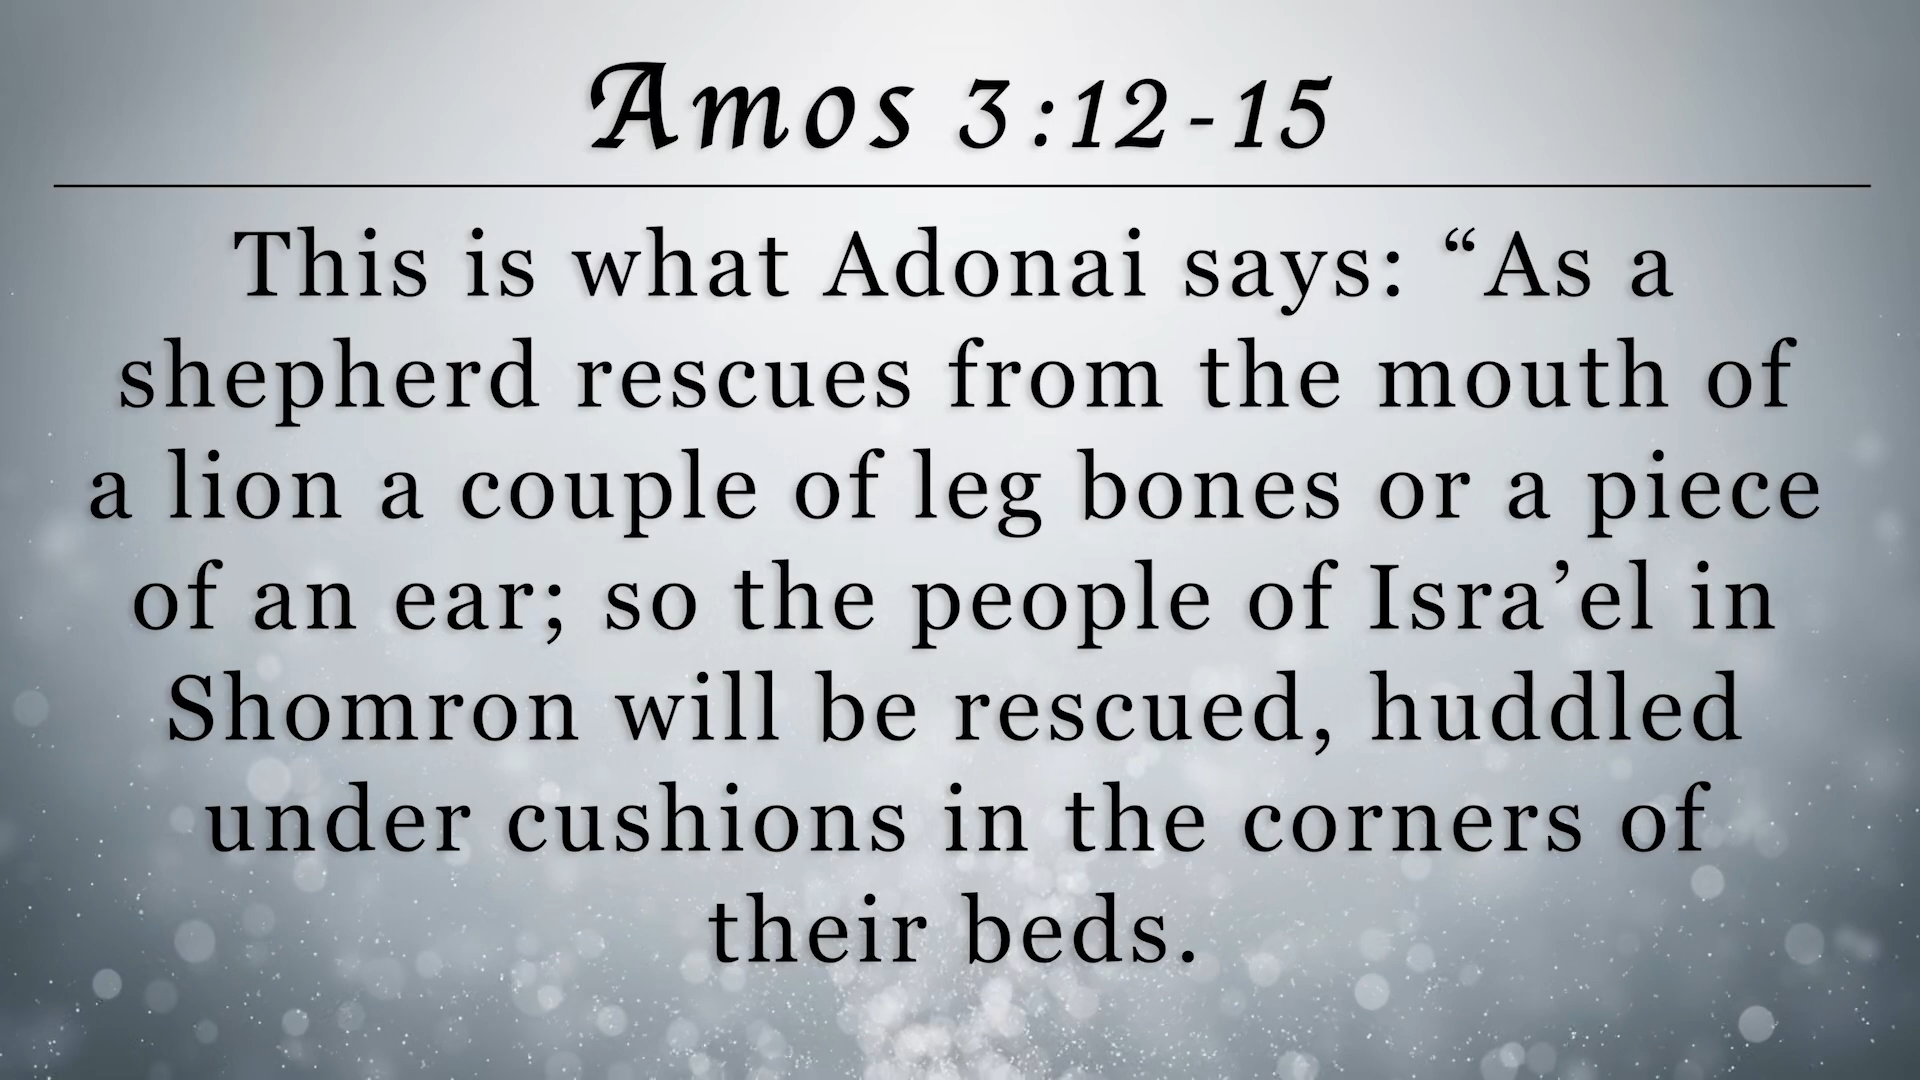 Amos 3:12-15
This is what Adonai says: “As a
shepherd rescues from the mouth of
a lion a couple of leg bones or a piece
of an ear; so the people of Isra’el in
Shomron will be rescued, huddled
under cushions in the corners of
their beds.